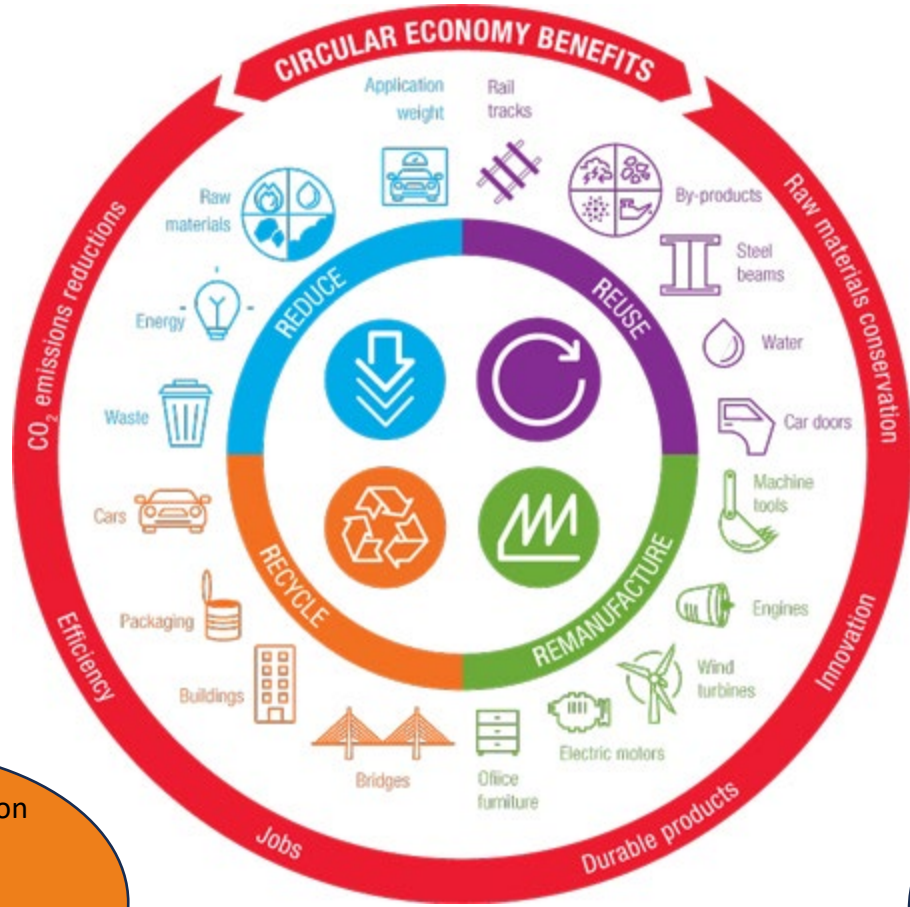 CIRCULAR ECONOMY BENEFITS
Raw materials conservation
Innovation
Durable products
Jobs
Efficiency
CO₂ emissions reductions
REDUCE
Application
weight
Raw
materials
Energy
Waste
REUSE
Rail
tracks
By-products
Steel
beams
Water
Car doors
REMANUFACTURE
Machine
tools
Engines
Wind
turbines
Electric motors
Office
furniture
RECYCLE
Cars
Packaging
Buildings
Bridges
on